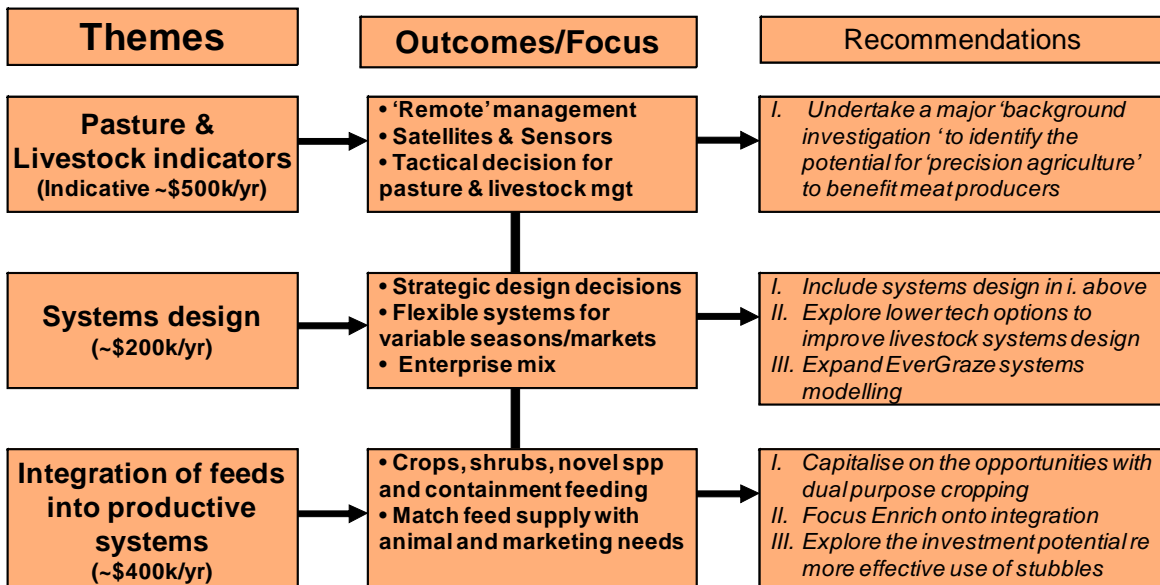 Themes
Outcomes/Focus
Recommendations
Pasture &
Livestock indicators
(Indicative ~$500k/yr)
• ‘Remote’ management
• Satellites & Sensors
• Tactical decision for
pasture & livestock mgt
I. Undertake a major ‘background
investigation ‘ to identify the
potential for ‘precision agriculture’
to benefit meat producers
Systems design
(~$200k/yr)
• Strategic design decisions
• Flexible systems for
variable seasons/markets
• Enterprise mix
I. Include systems design in i. above
II. Explore lower tech options to
improve livestock systems design
III. Expand EverGraze systems
modelling
Integration of feeds
into productive
systems
(~$400k/yr)
• Crops, shrubs, novel spp
and containment feeding
• Match feed supply with
animal and marketing needs
I. Capitalise on the opportunities with
dual purpose cropping
II. Focus Enrich onto integration
III. Explore the investment potential re
more effective use of stubbles